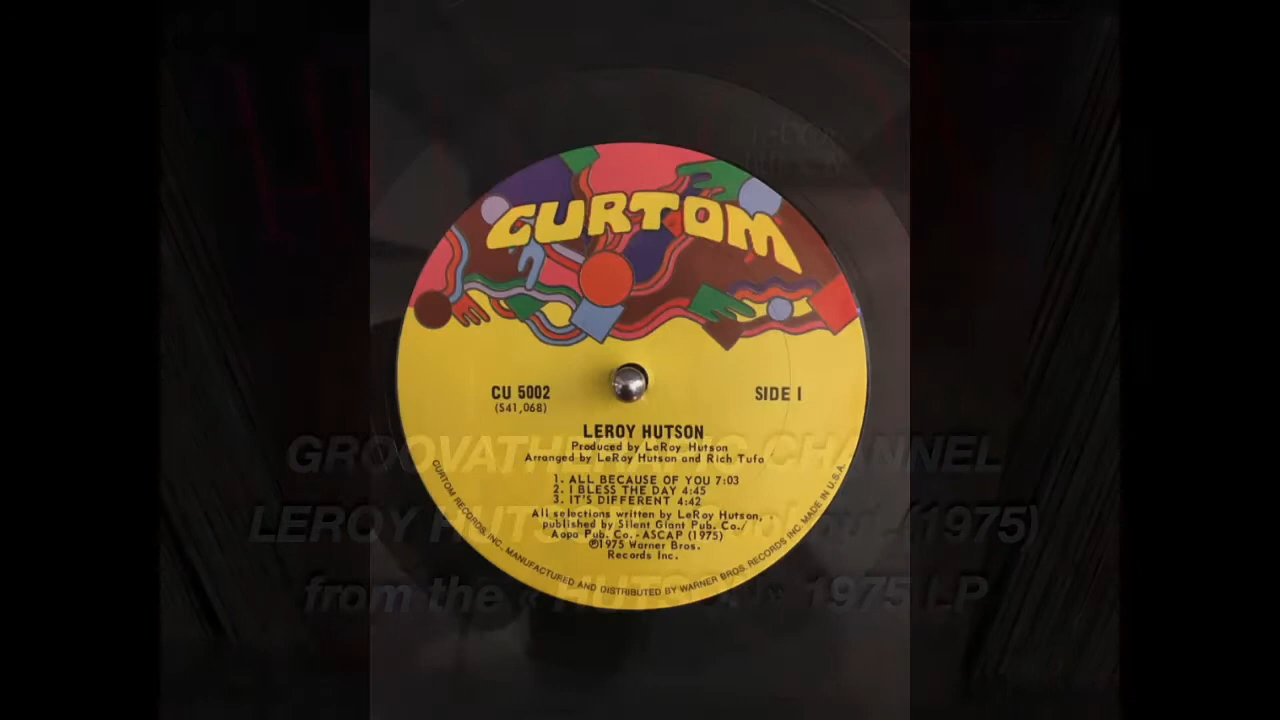 CURTOM
CU 5002
(S41,068)
SIDE 1
LEROY HUTSON
Produced by LeRoy Hutson
Arranged by LeRoy Hutson and Rich Tufo
1. ALL BECAUSE OF YOU 7:03
2. I BLESS THE DAY 4:45
3. IT'S DIFFERENT 4:42
All selections written by LeRoy Hutson,
published by Silent Giant Pub. Co./
Aopa Pub. Co.-ASCAP (1975)
℗1975 Warner Bros.
Records Inc.
CURTOM RECORDS, INC. MANUFACTURED AND DISTRIBUTED BY WARNER BROS. RECORDS INC. MADE IN U.S.A.
GROOVATHERAPIC CHANNEL
LEROY HUTSON (1975)
from the « HUTSON » 1975 LP